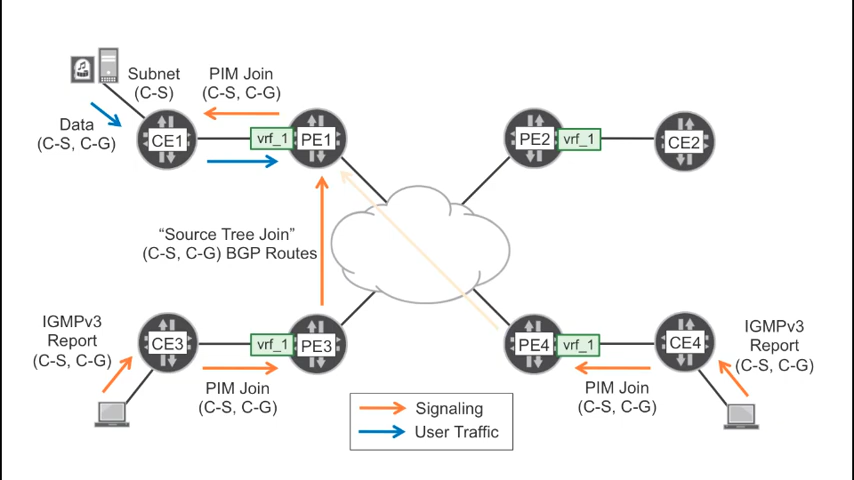 Subnet
(C-S)
PIM Join
(C-S, C-G)
Data
(C-S, C-G)
CE1
vrf_1
PE1
PE2
vrf_1
CE2
“Source Tree Join”
(C-S, C-G) BGP Routes
IGMPv3
Report
(C-S, C-G)
CE3
vrf_1
PE3
PIM Join
(C-S, C-G)
PE4
vrf_1
CE4
PIM Join
(C-S, C-G)
IGMPv3
Report
(C-S, C-G)
Signaling
User Traffic